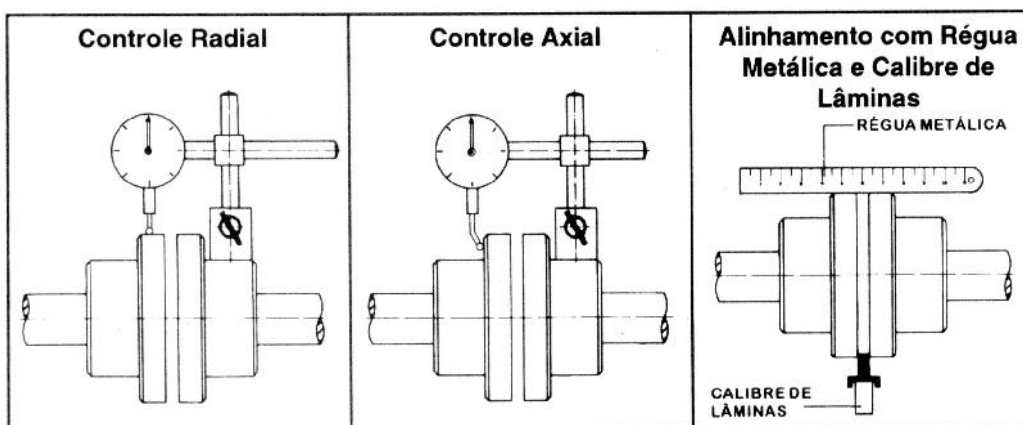 Controle Radial
Controle Axial
Alinhamento com Régua
Metálica e Calibre de
Lâminas
RÉGUA METÁLICA
CALIBRE DE
LÂMINAS